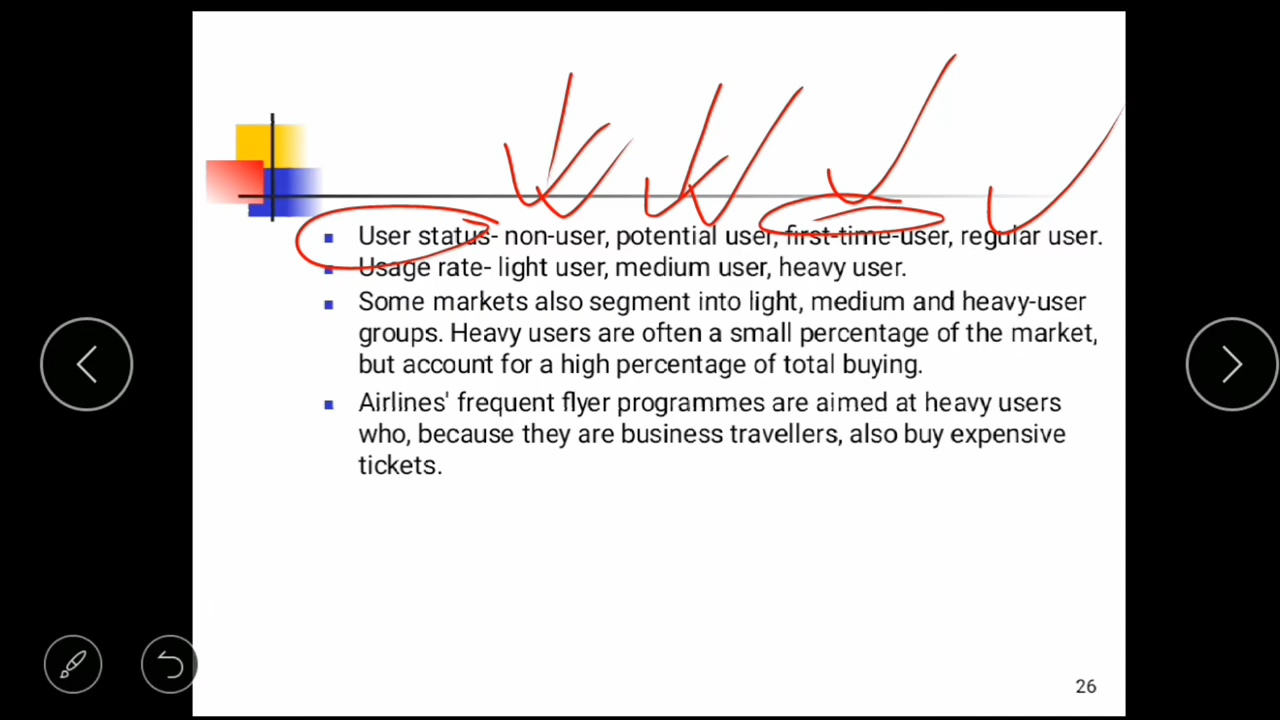 User status- non-user, potential user, first-time-user, regular user.
Usage rate- light user, medium user, heavy user.
Some markets also segment into light, medium and heavy-user
groups. Heavy users are often a small percentage of the market,
but account for a high percentage of total buying.
Airlines' frequent flyer programmes are aimed at heavy users
who, because they are business travellers, also buy expensive
tickets.
26